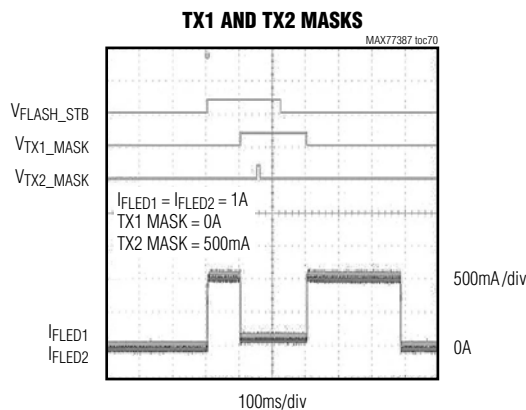 TX1 AND TX2 MASKS
MAX77387 toc70
VFLASH_STB
VTX1_MASK
VTX2_MASK
IFLED1 = IFLED2 = 1A
TX1 MASK = 0A
TX2 MASK = 500mA
500mA/div
IFLED1
IFLED2
0A
100ms/div